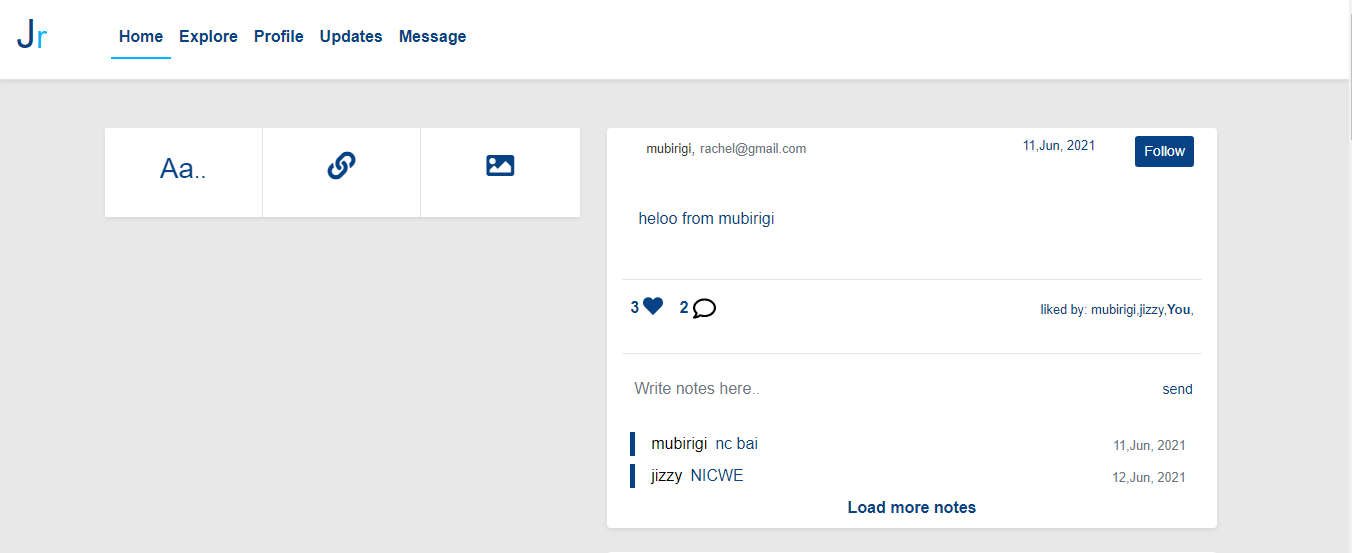 Jr Home Explore Profile Updates Message
Aa..
mubirigi, rachel@gmail.com 11,Jun, 2021 Follow
heloo from mubirigi
3 2 liked by: mubirigi,jizzy,You,
Write notes here.. send
mubirigi nc bai 11,Jun, 2021
jizzy NICWE 12,Jun, 2021
Load more notes